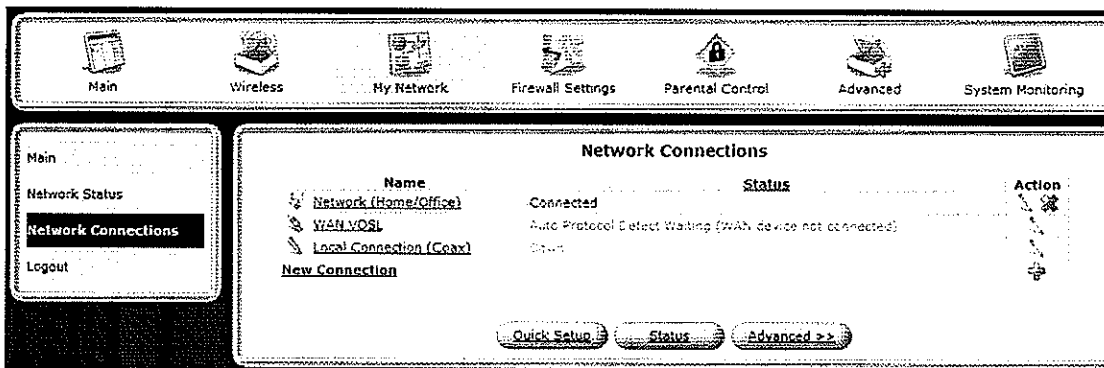 Main Wireless My Network Firewall Settings Parental Control Advanced System Monitoring
Main
Network Status
Network Connections
Logout
Network Connections
Name Status Action
Network (Home/Office) Connected
WAN VDSL Auto Protocol Detect Waiting (WAN device not connected)
Local Connection (Coax) Down
New Connection
Quick Setup Status Advanced >>